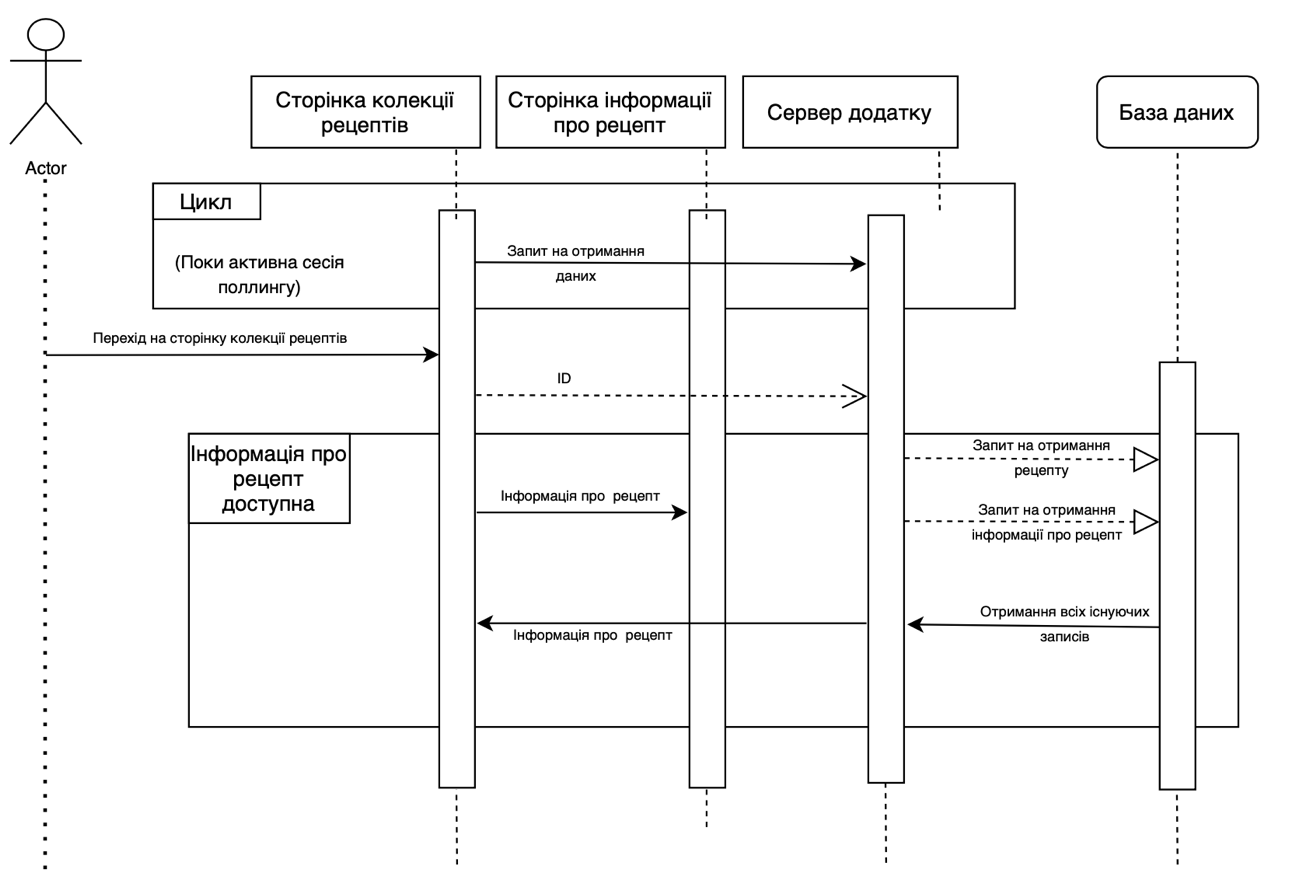 Сторінка колекції
рецептів
Сторінка інформації
про рецепт
Сервер додатку
База даних
Actor
Цикл
(Поки активна сесія
поллингу)
Запит на отримання
даних
Перехід на сторінку колекції рецептів
ID
Інформація про
рецепт
доступна
Запит на отримання
рецепту
Інформація про рецепт
Запит на отримання
інформації про рецепт
Отримання всіх існуючих
записів
Інформація про рецепт